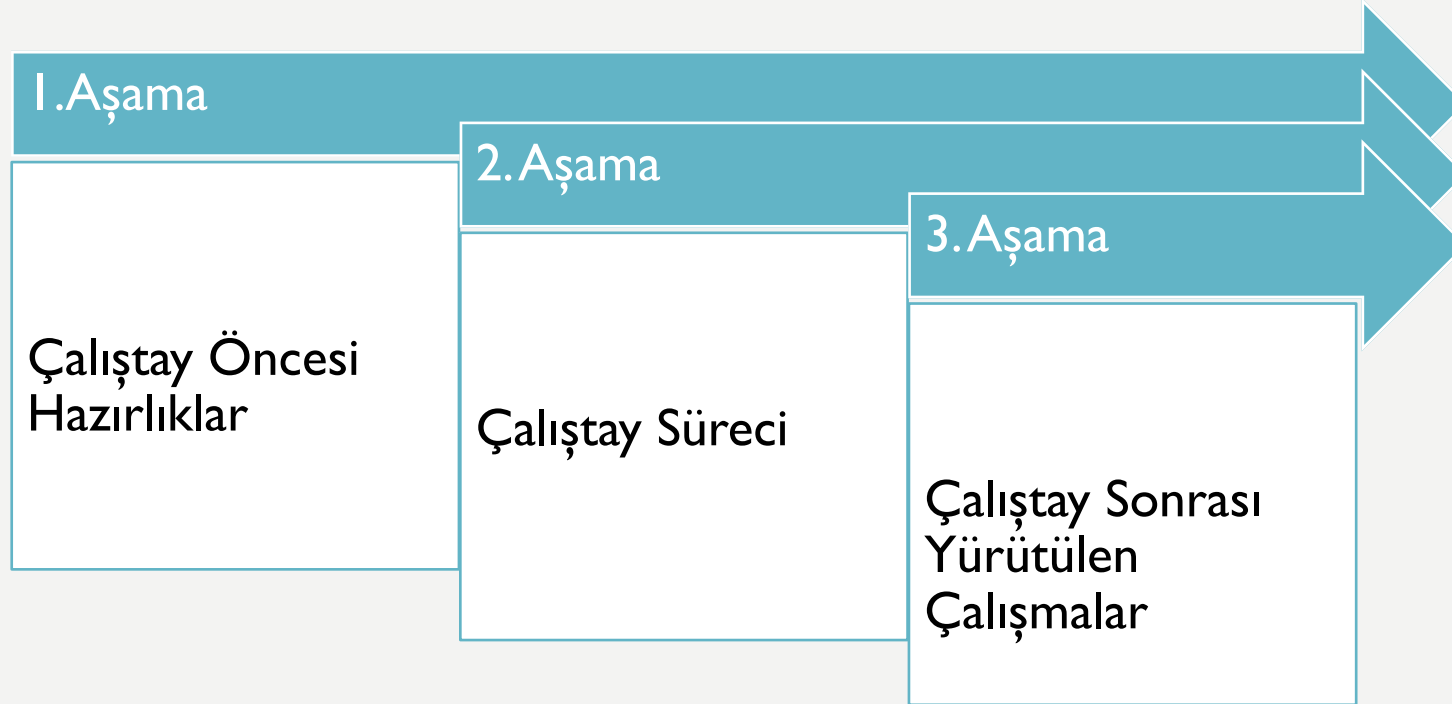 1.Aşama
Çalıştay Öncesi
Hazırlıklar
2. Aşama
Çalıştay Süreci
3. Aşama
Çalıştay Sonrası
Yürütülen
Çalışmalar